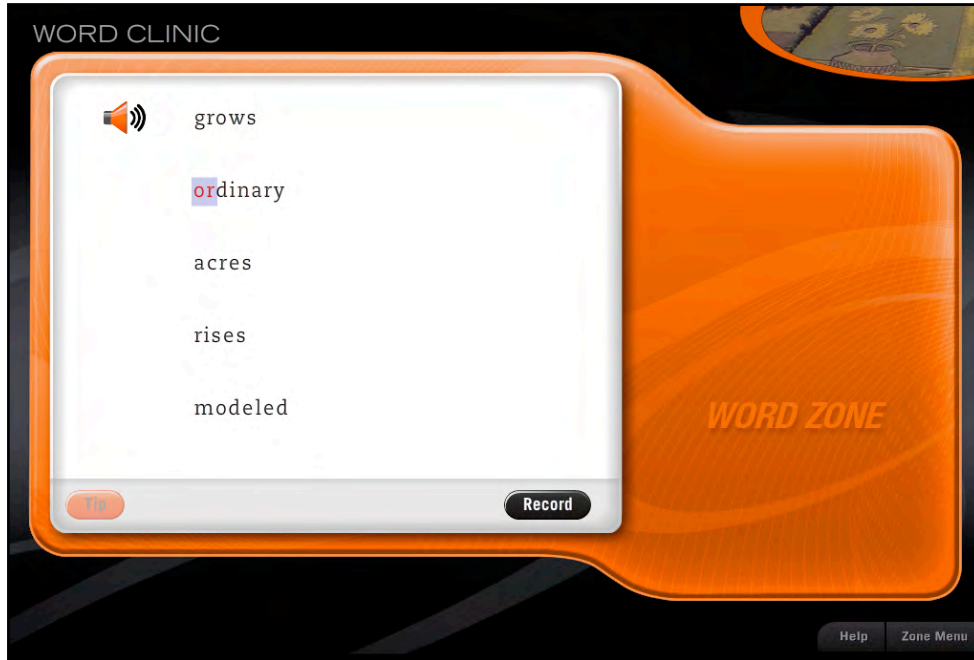 WORD CLINIC
grows
ordinary
acres
rises
modeled
WORD ZONE
Tip
Record
Help
Zone Menu